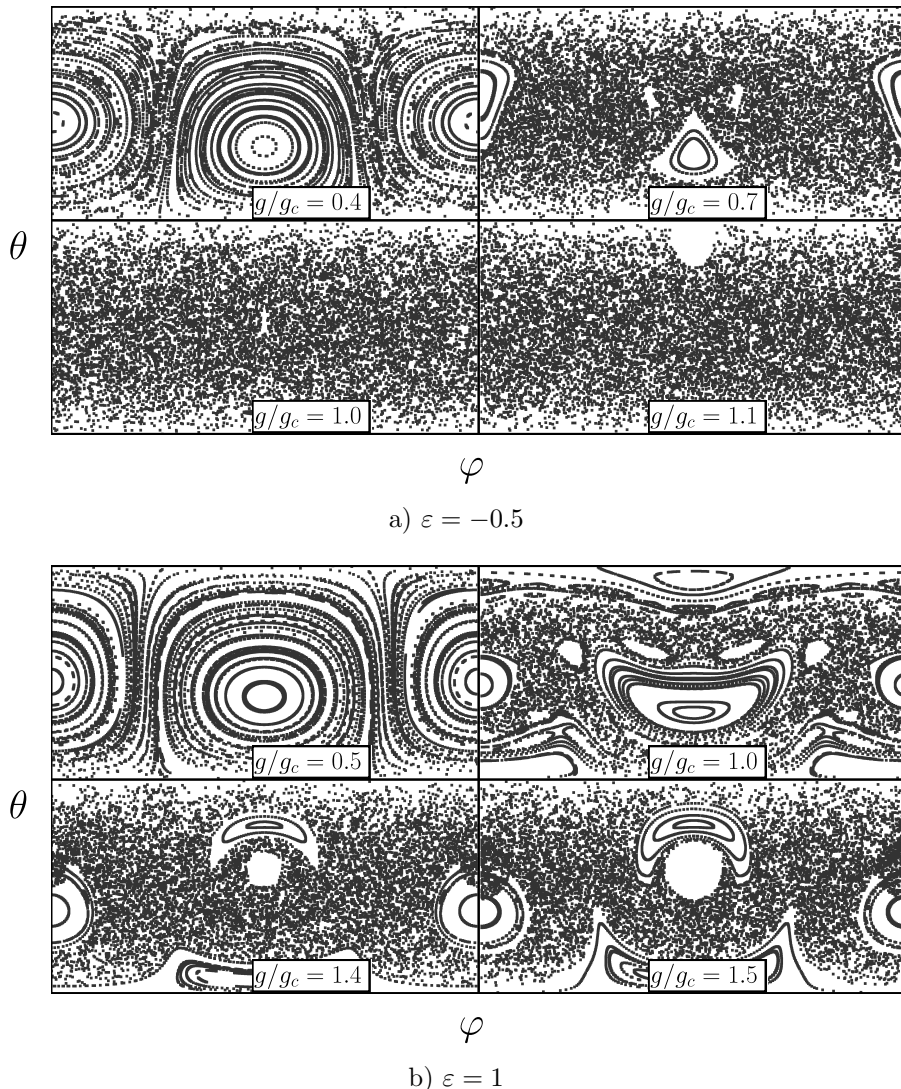 g/g_c = 0.4
g/g_c = 0.7
θ
g/g_c = 1.0
g/g_c = 1.1
φ
a) ε = −0.5
g/g_c = 0.5
g/g_c = 1.0
θ
g/g_c = 1.4
g/g_c = 1.5
φ
b) ε = 1